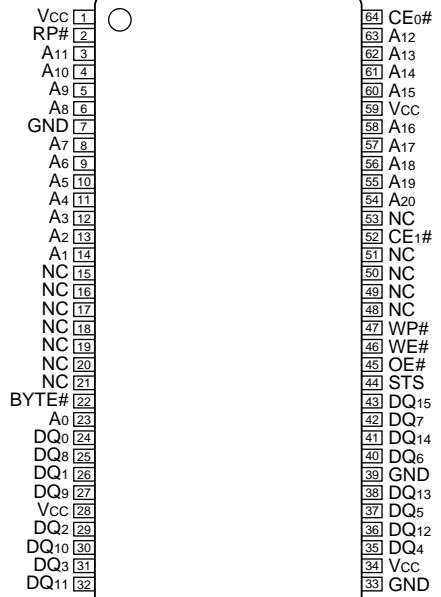 VCC 1
RP# 2
A11 3
A10 4
A9 5
A8 6
GND 7
A7 8
A6 9
A5 10
A4 11
A3 12
A2 13
A1 14
NC 15
NC 16
NC 17
NC 18
NC 19
NC 20
NC 21
BYTE# 22
A0 23
DQ0 24
DQ8 25
DQ1 26
DQ9 27
VCC 28
DQ2 29
DQ10 30
DQ3 31
DQ11 32
64 CE0#
63 A12
62 A13
61 A14
60 A15
59 VCC
58 A16
57 A17
56 A18
55 A19
54 A20
53 NC
52 CE1#
51 NC
50 NC
49 NC
48 NC
47 WP#
46 WE#
45 OE#
44 STS
43 DQ15
42 DQ7
41 DQ14
40 DQ6
39 GND
38 DQ13
37 DQ5
36 DQ12
35 DQ4
34 VCC
33 GND